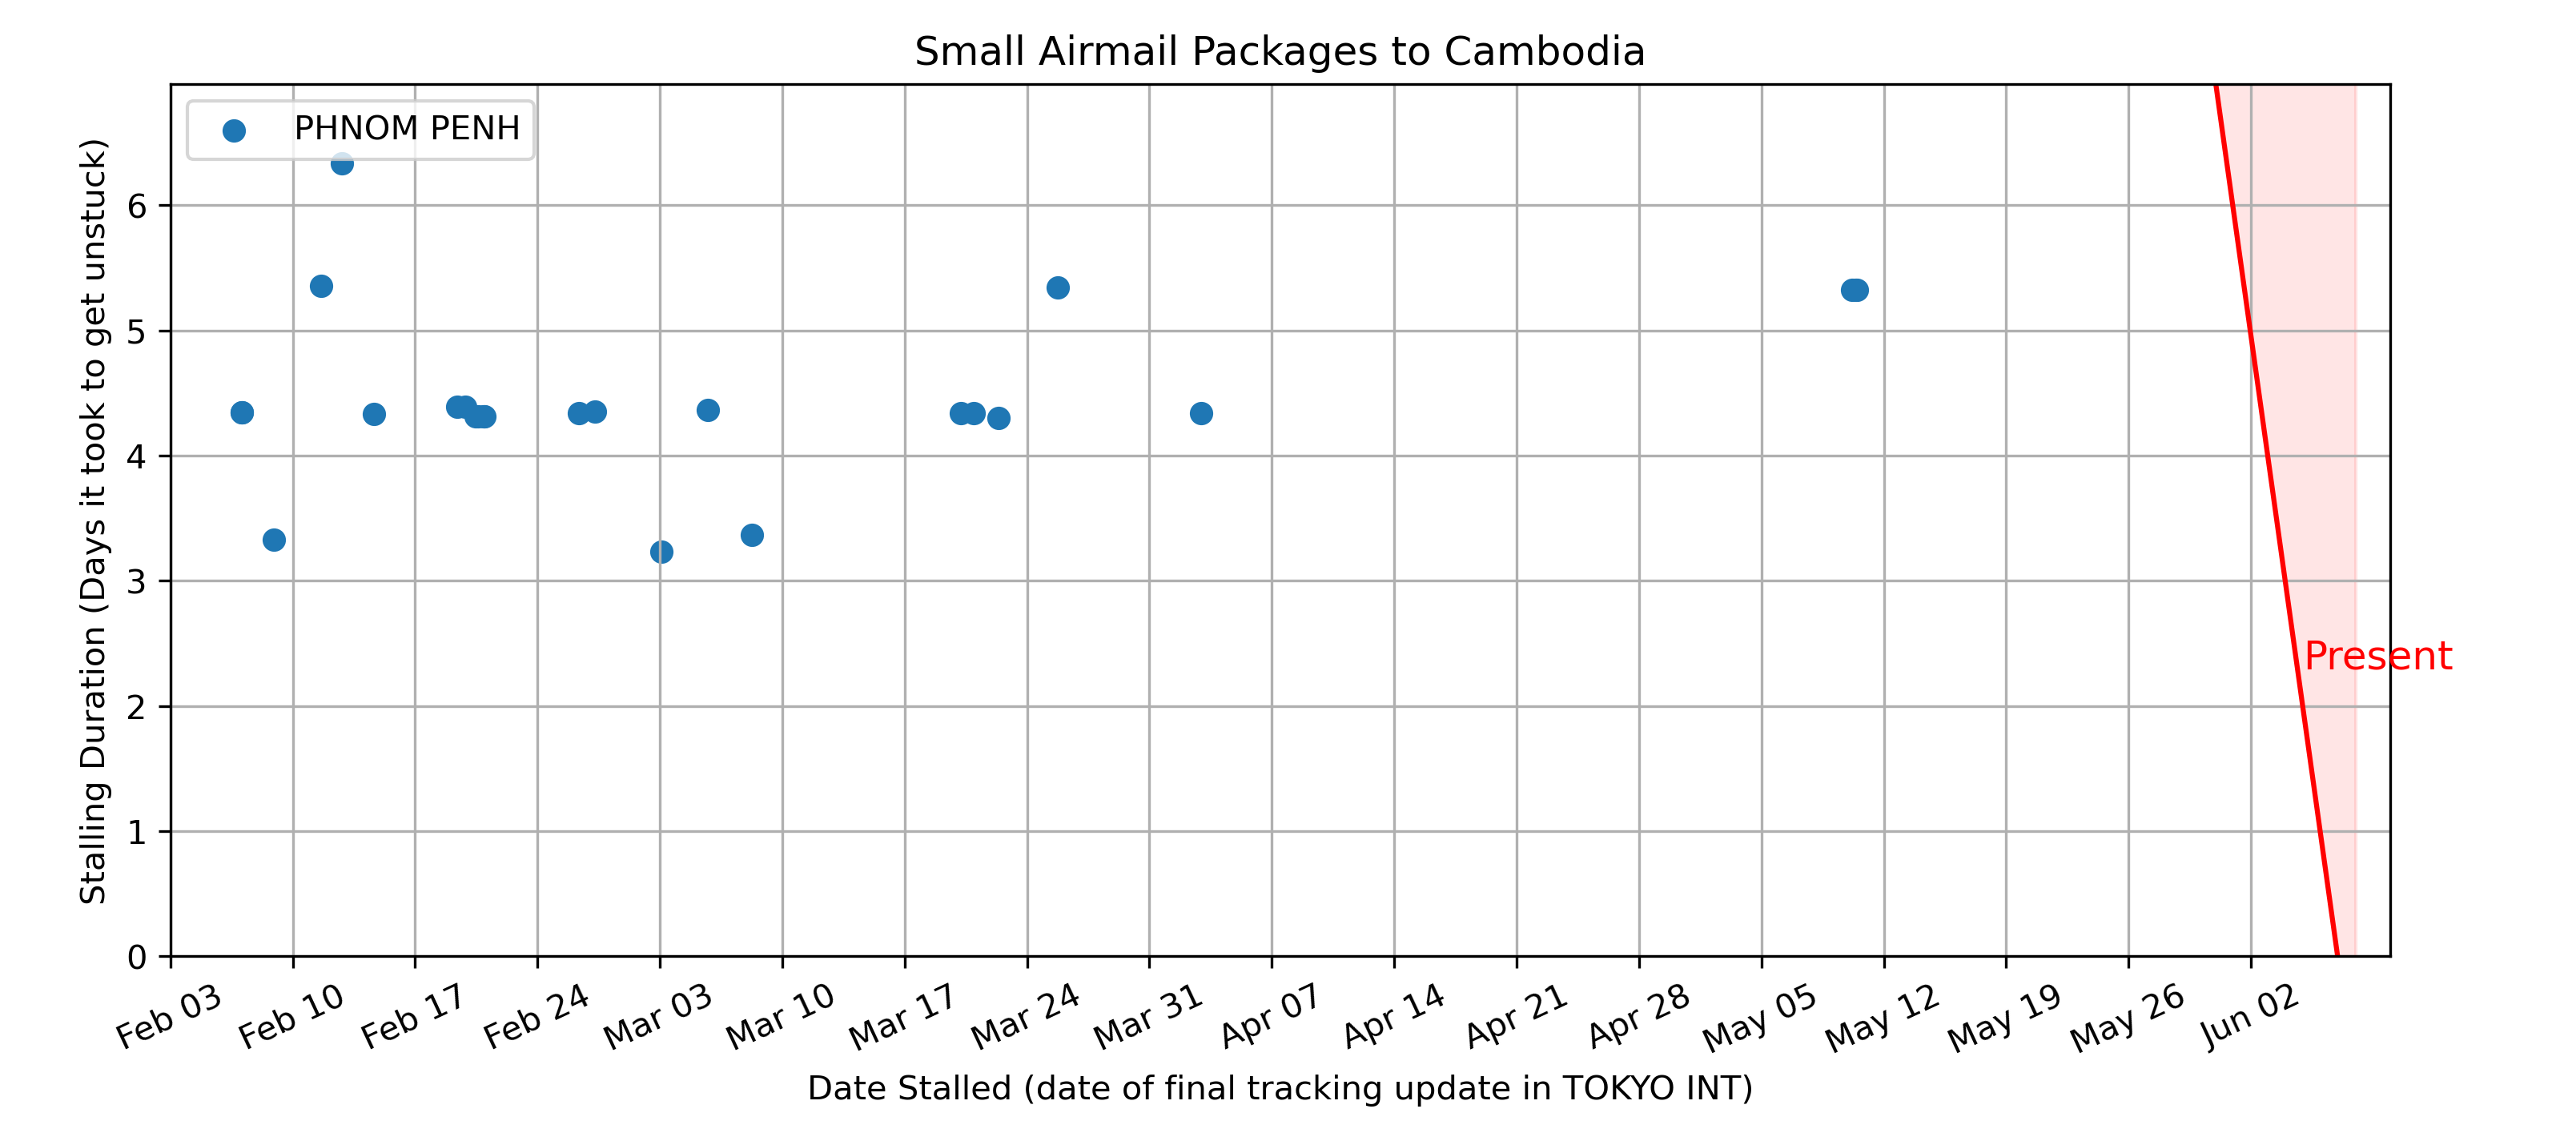 Small Airmail Packages to Cambodia
PHNOM PENH
Stalling Duration (Days it took to get unstuck)
6
5
4
3
2
1
0
Present
Feb 03
Feb 10
Feb 17
Feb 24
Mar 03
Mar 10
Mar 17
Mar 24
Mar 31
Apr 07
Apr 14
Apr 21
Apr 28
May 05
May 12
May 19
May 26
Jun 02
Date Stalled (date of final tracking update in TOKYO INT)